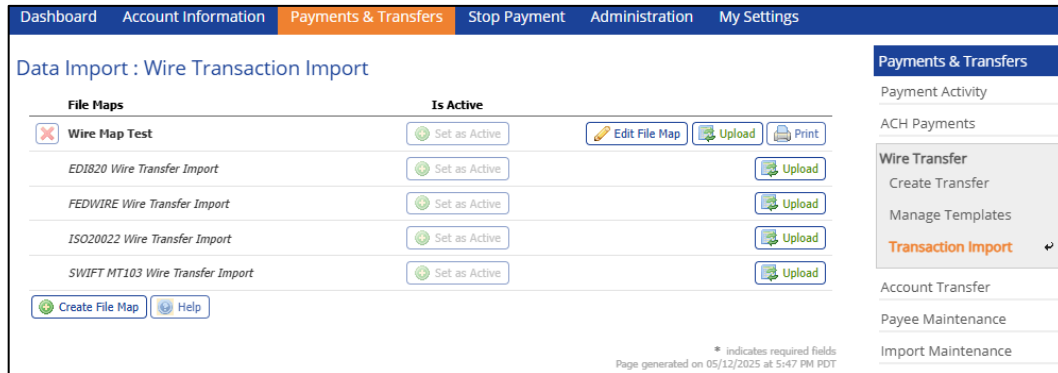 Dashboard Account Information Payments & Transfers Stop Payment Administration My Settings
Data Import : Wire Transaction Import
File Maps Is Active
Wire Map Test Set as Active Edit File Map Upload Print
EDI820 Wire Transfer Import Set as Active Upload
FEDWIRE Wire Transfer Import Set as Active Upload
ISO20022 Wire Transfer Import Set as Active Upload
SWIFT MT103 Wire Transfer Import Set as Active Upload
Create File Map Help
* indicates required fields
Page generated on 05/12/2025 at 5:47 PM PDT
Payments & Transfers
Payment Activity
ACH Payments
Wire Transfer
Create Transfer
Manage Templates
Transaction Import
Account Transfer
Payee Maintenance
Import Maintenance